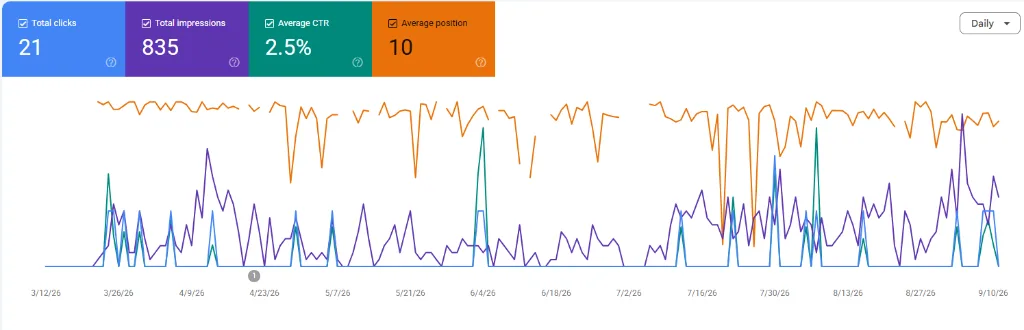 Total clicks
21
Total impressions
835
Average CTR
2.5%
Average position
10
Daily
1
3/12/26 3/26/26 4/9/26 4/23/26 5/7/26 5/21/26 6/4/26 6/18/26 7/2/26 7/16/26 7/30/26 8/13/26 8/27/26 9/10/26